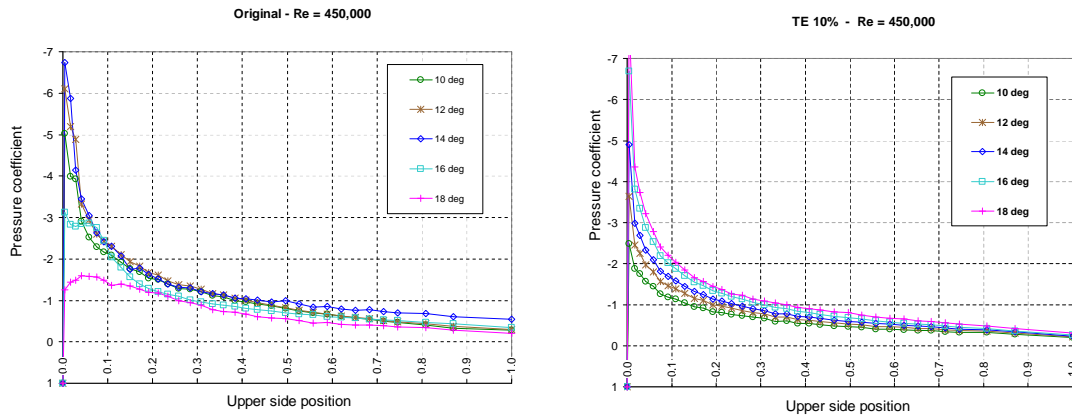 Original - Re = 450,000
-7
-6
-5
-4
-3
-2
-1
0
1
Pressure coefficient
0.0
0.1
0.2
0.3
0.4
0.5
0.6
0.7
0.8
0.9
1.0
Upper side position
10 deg
12 deg
14 deg
16 deg
18 deg
TE 10% - Re = 450,000
-7
-6
-5
-4
-3
-2
-1
0
1
Pressure coefficient
0.0
0.1
0.2
0.3
0.4
0.5
0.6
0.7
0.8
0.9
1.0
Upper side position
10 deg
12 deg
14 deg
16 deg
18 deg